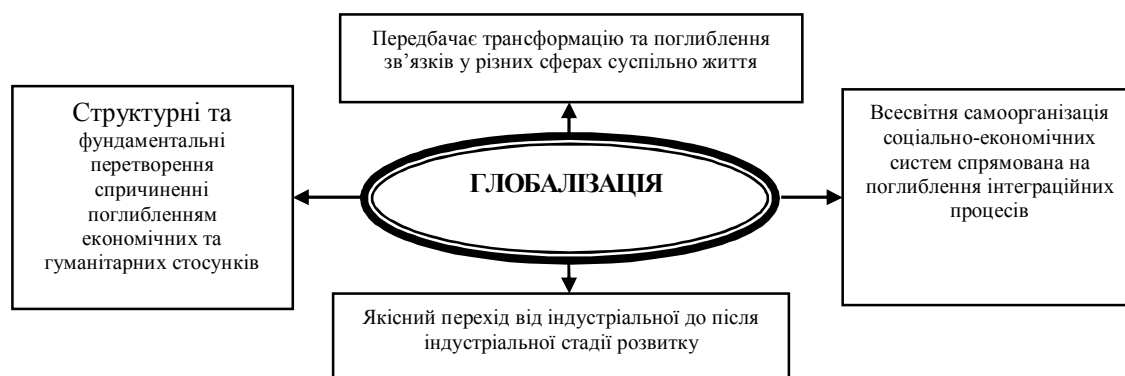 Передбачає трансформацію та поглиблення
зв’язків у різних сферах суспільно життя
Структурні та
фундаментальні
перетворення
спричиненні
поглибленням
економічних та
гуманітарних стосунків
ГЛОБАЛІЗАЦІЯ
Всесвітня самоорганізація
соціально-економічних
систем спрямована на
поглиблення інтеграційних
процесів
Якісний перехід від індустріальної до після
індустріальної стадії розвитку